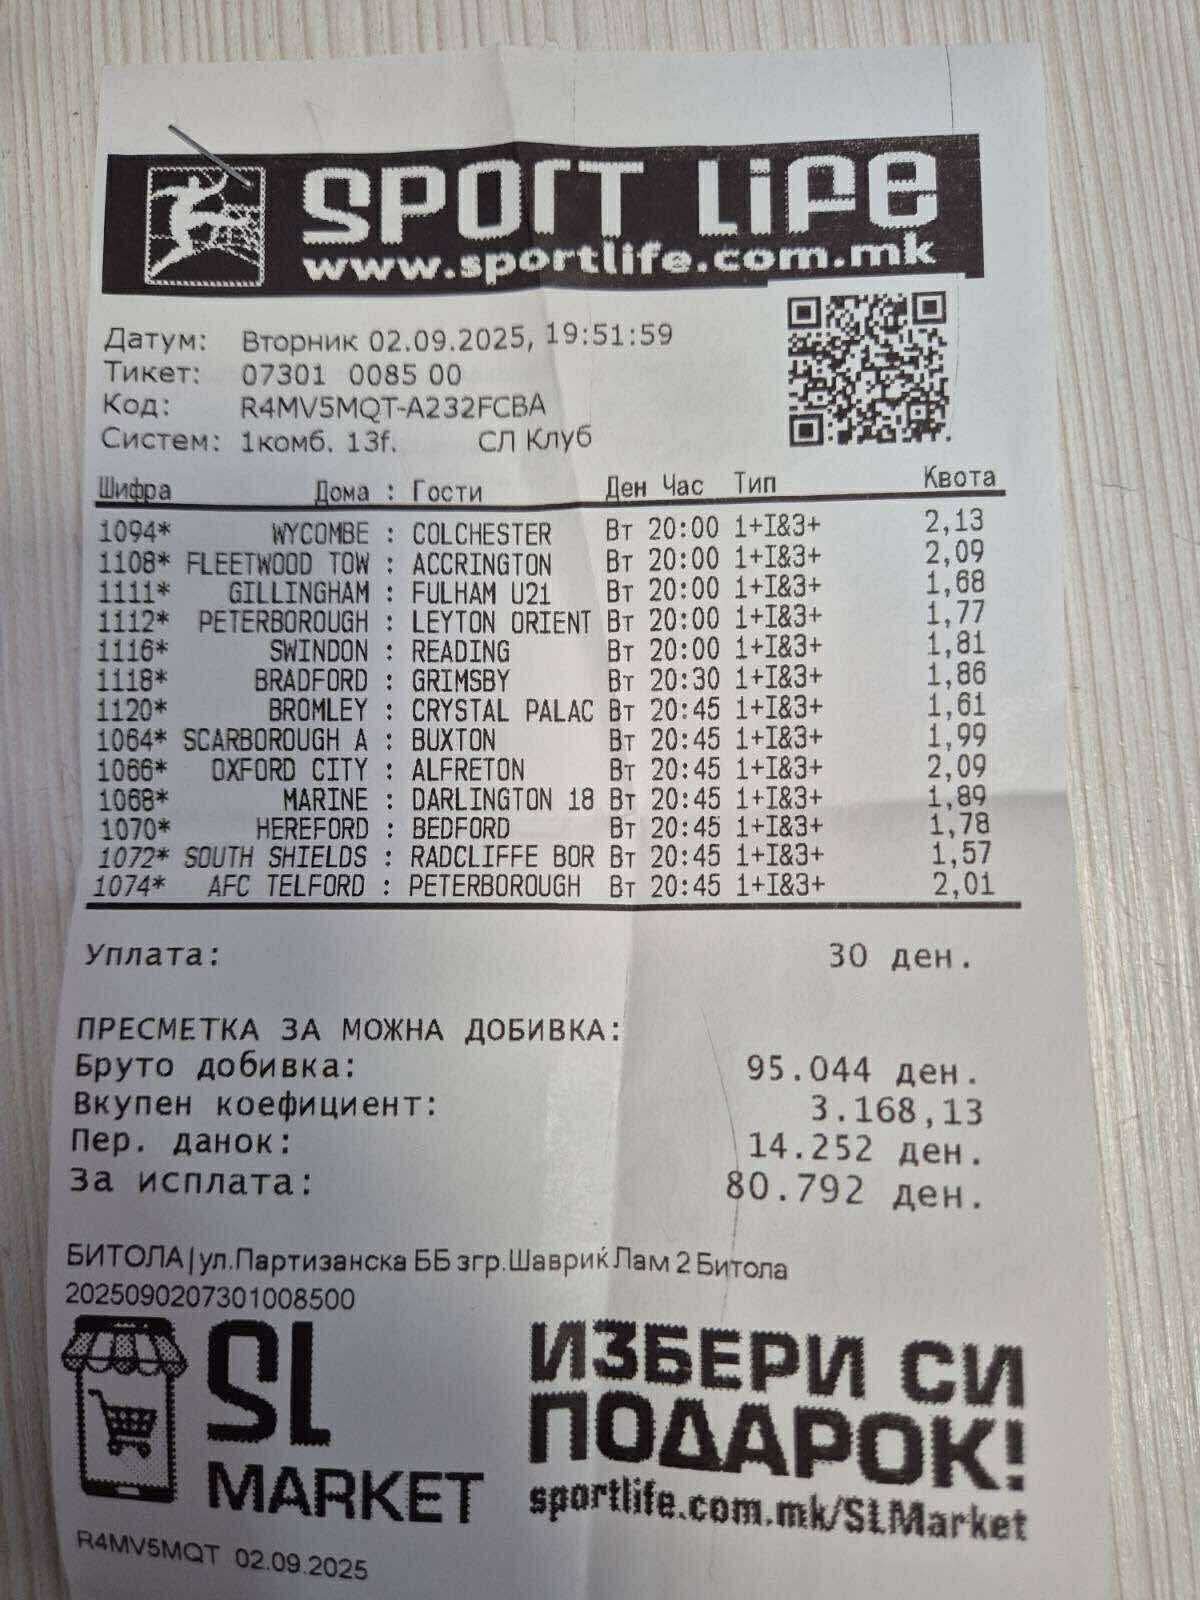 SPORT LiFe
www.sportlife.com.mk
Датум: Вторник 02.09.2025, 19:51:59
Тикет: 07301 0085 00
Код: R4MV5MQT-A232FCBA
Систем: 1комб. 13f. СЛ Клуб
Шифра Дома : Гости Ден Час Тип Квота
1094* WYCOMBE : COLCHESTER Вт 20:00 1+I&3+ 2,13
1108* FLEETWOOD TOW : ACCRINGTON Вт 20:00 1+I&3+ 2,09
1111* GILLINGHAM : FULHAM U21 Вт 20:00 1+I&3+ 1,68
1112* PETERBOROUGH : LEYTON ORIENT Вт 20:00 1+I&3+ 1,77
1116* SWINDON : READING Вт 20:00 1+I&3+ 1,81
1118* BRADFORD : GRIMSBY Вт 20:30 1+I&3+ 1,86
1120* BROMLEY : CRYSTAL PALAC Вт 20:45 1+I&3+ 1,61
1064* SCARBOROUGH A : BUXTON Вт 20:45 1+I&3+ 1,99
1066* OXFORD CITY : ALFRETON Вт 20:45 1+I&3+ 2,09
1068* MARINE : DARLINGTON 18 Вт 20:45 1+I&3+ 1,89
1070* HEREFORD : BEDFORD Вт 20:45 1+I&3+ 1,78
1072* SOUTH SHIELDS : RADCLIFFE BOR Вт 20:45 1+I&3+ 1,57
1074* AFC TELFORD : PETERBOROUGH Вт 20:45 1+I&3+ 2,01
Уплата: 30 ден.
ПРЕСМЕТКА ЗА МОЖНА ДОБИВКА:
Бруто добивка: 95.044 ден.
Вкупен коефициент: 3.168,13
Пер. данок: 14.252 ден.
За исплата: 80.792 ден.
БИТОЛА|ул.Партизанска ББ згр.Шавриќ Лам 2 Битола
2025090207301008500
SL
MARKET
ИЗБЕРИ СИ
ПОДАРОК!
sportlife.com.mk/SLMarket
R4MV5MQT 02.09.2025